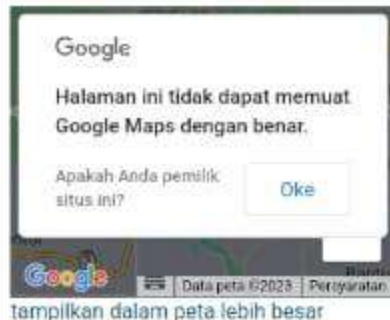 Google
Halaman ini tidak dapat memuat
Google Maps dengan benar.
Apakah Anda pemilik
situs ini?
Oke
Google
Data peta ©2023
Persyaratan
tampilkan dalam peta lebih besar